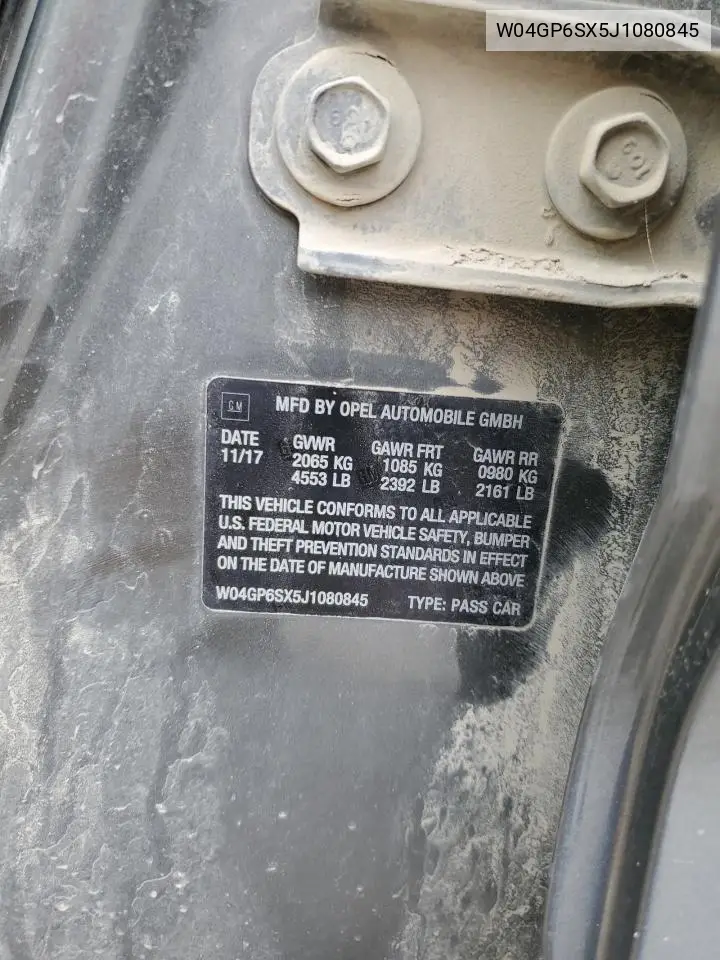 W04GP6SX5J1080845
GM MFD BY OPEL AUTOMOBILE GMBH
DATE GVWR GAWR FRT GAWR RR
11/17 2065 KG 1085 KG 0980 KG
4553 LB 2392 LB 2161 LB
THIS VEHICLE CONFORMS TO ALL APPLICABLE
U.S. FEDERAL MOTOR VEHICLE SAFETY, BUMPER
AND THEFT PREVENTION STANDARDS IN EFFECT
ON THE DATE OF MANUFACTURE SHOWN ABOVE
W04GP6SX5J1080845 TYPE: PASS CAR